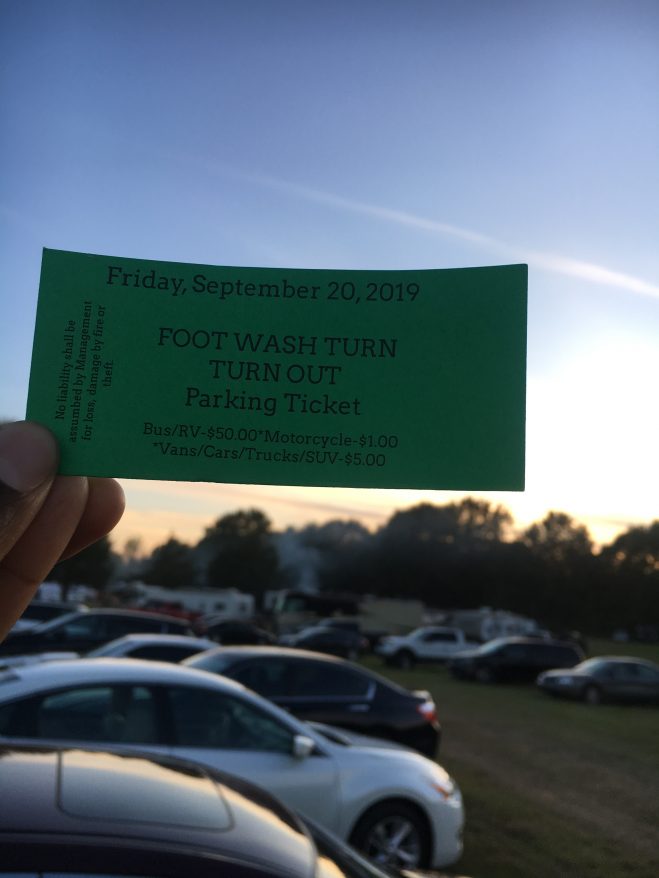 Friday, September 20, 2019
No liability shall be
assumbed by Management
for loss, damage by fire or
theft.
FOOT WASH TURN
TURN OUT
Parking Ticket
Bus/RV-$50.00*Motorcycle-$1.00
*Vans/Cars/Trucks/SUV-$5.00